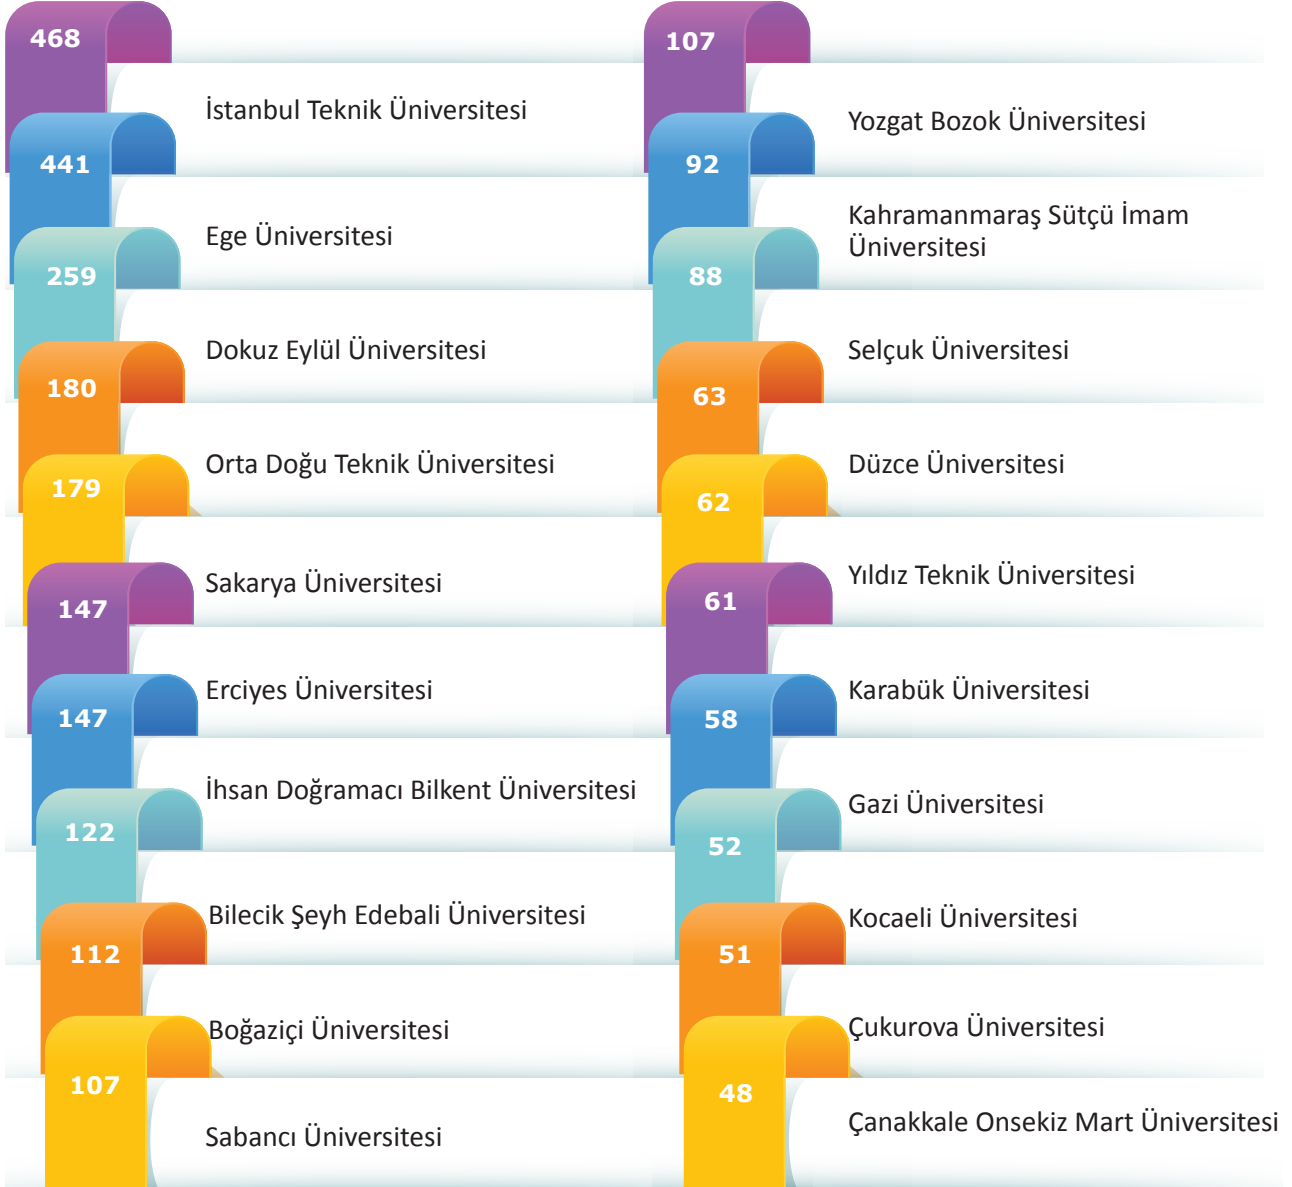 468
İstanbul Teknik Üniversitesi
441
Ege Üniversitesi
259
Dokuz Eylül Üniversitesi
180
Orta Doğu Teknik Üniversitesi
179
Sakarya Üniversitesi
147
Erciyes Üniversitesi
147
İhsan Doğramacı Bilkent Üniversitesi
122
Bilecik Şeyh Edebali Üniversitesi
112
Boğaziçi Üniversitesi
107
Sabancı Üniversitesi
107
Yozgat Bozok Üniversitesi
92
Kahramanmaraş Sütçü İmam
Üniversitesi
88
Selçuk Üniversitesi
63
Düzce Üniversitesi
62
Yıldız Teknik Üniversitesi
61
Karabük Üniversitesi
58
Gazi Üniversitesi
52
Kocaeli Üniversitesi
51
Çukurova Üniversitesi
48
Çanakkale Onsekiz Mart Üniversitesi